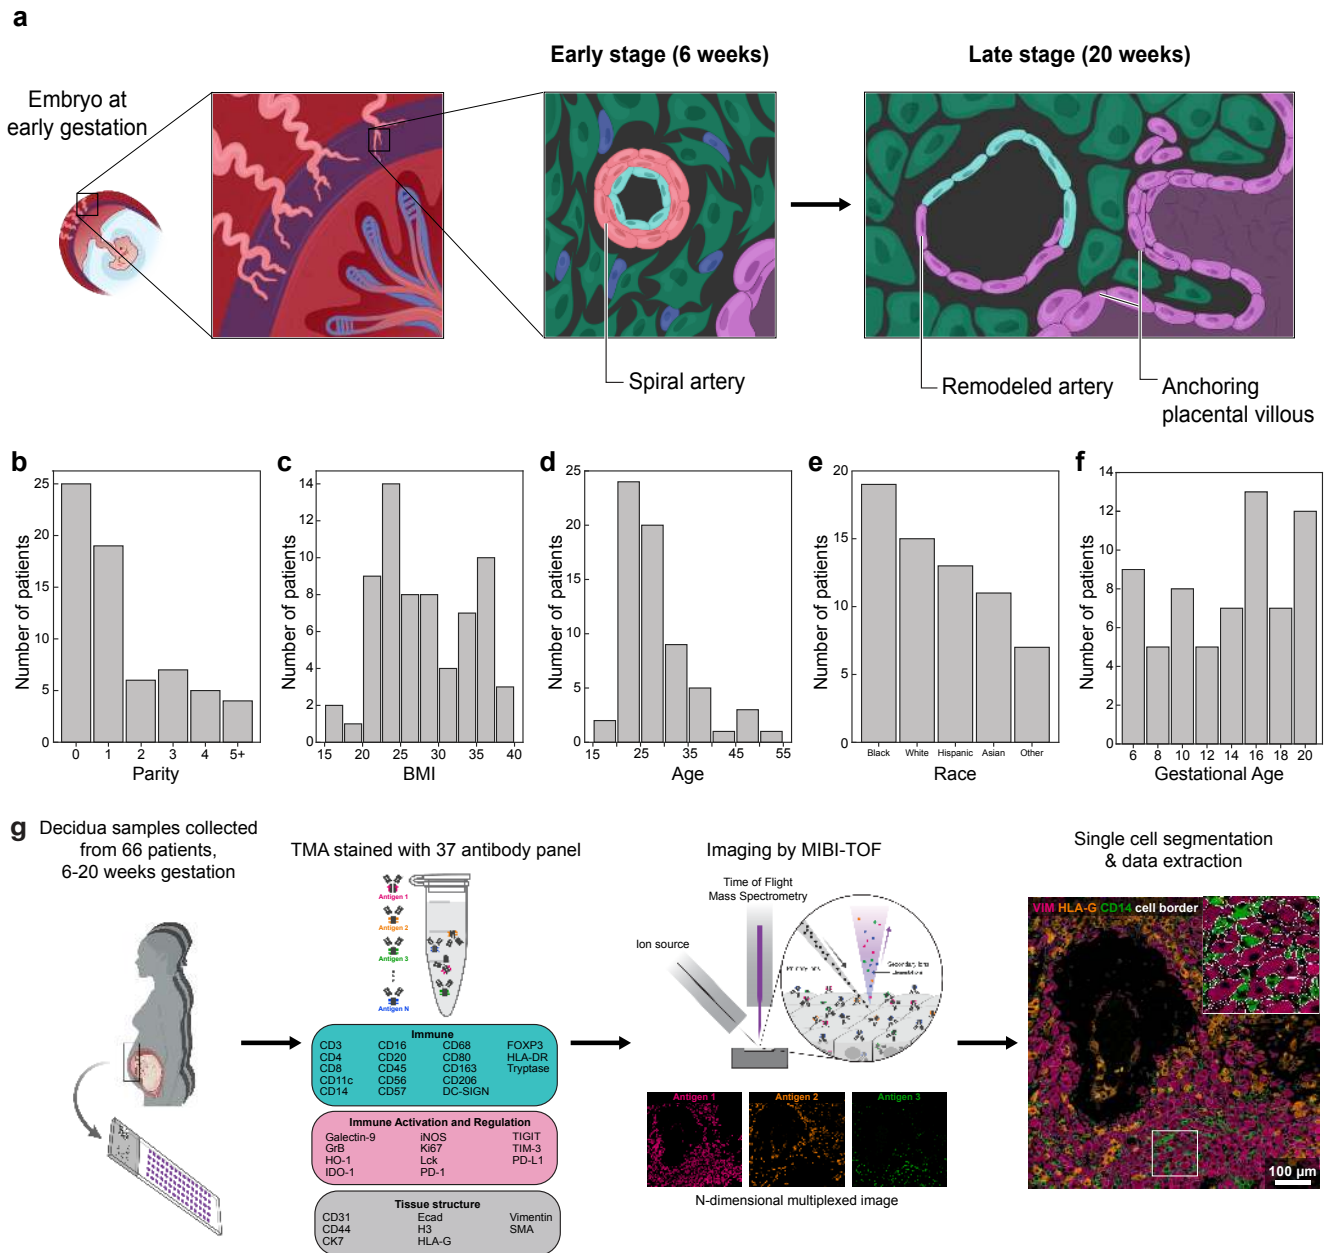 a
Early stage (6 weeks)
Late stage (20 weeks)
Embryo at
early gestation
Spiral artery
Remodeled artery
Anchoring
placental villous
b
Number of patients
25
20
15
10
5
0
0 1 2 3 4 5+
Parity
c
Number of patients
14
12
10
8
6
4
2
0
15 20 25 30 35 40
BMI
d
Number of patients
25
20
15
10
5
0
15 25 35 45 55
Age
e
Number of patients
20
15
10
5
0
Black White Hispanic Asian Other
Race
f
Number of patients
14
12
10
8
6
4
2
0
6 8 10 12 14 16 18 20
Gestational Age
g
Decidua samples collected
from 66 patients,
6-20 weeks gestation
TMA stained with 37 antibody panel
Antigen 1
Antigen 2
Antigen 3
Antigen N
Immune
CD3 CD16 CD68 FOXP3
CD4 CD20 CD80 HLA-DR
CD8 CD45 CD163 Tryptase
CD11c CD56 CD206
CD14 CD57 DC-SIGN
Immune Activation and Regulation
Galectin-9 iNOS TIGIT
GrB Ki67 TIM-3
HO-1 Lck PD-L1
IDO-1 PD-1
Tissue structure
CD31 Ecad Vimentin
CD44 H3 SMA
CK7 HLA-G
Imaging by MIBI-TOF
Time of Flight
Mass Spectrometry
Ion source
Primary ions
Secondary ions
Antigen 1
Antigen 2
Antigen 3
N-dimensional multiplexed image
Single cell segmentation
& data extraction
VIM HLA-G CD14 cell border
100 µm